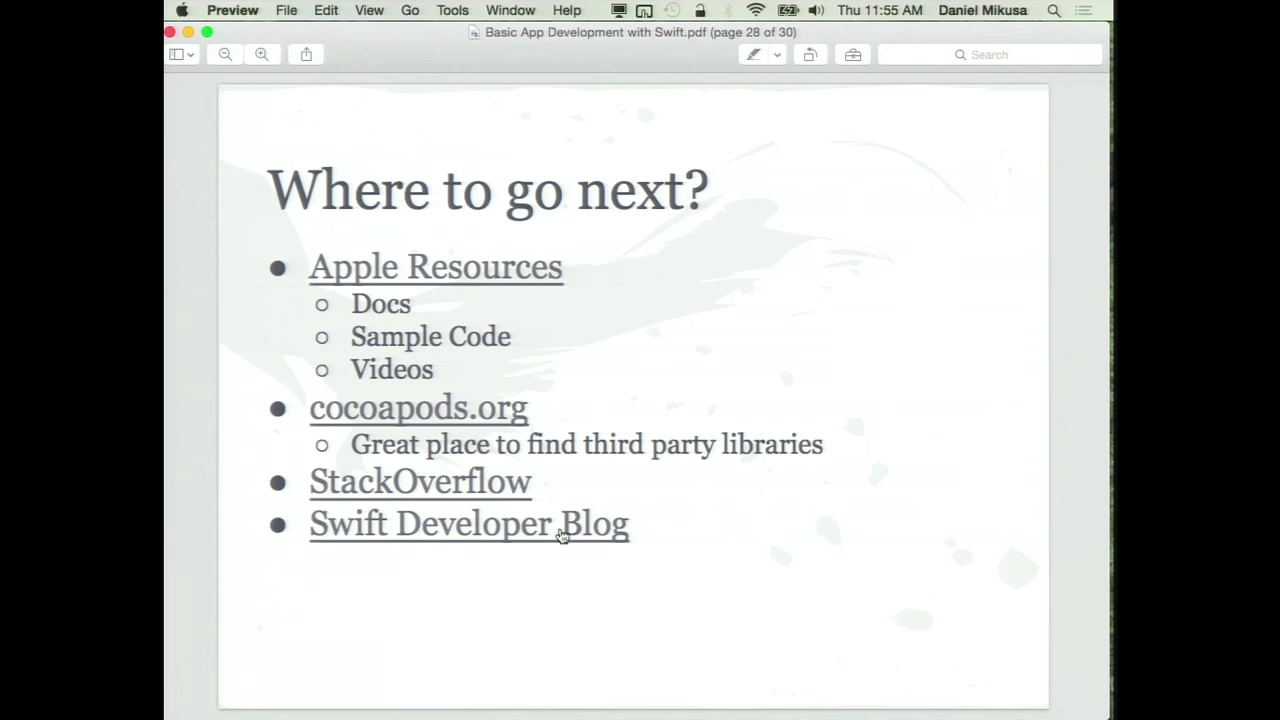 Preview File Edit View Go Tools Window Help Thu 11:55 AM Daniel Mikusa
Basic App Development with Swift.pdf (page 28 of 30)
Search
Where to go next?
● Apple Resources
○ Docs
○ Sample Code
○ Videos
● cocoapods.org
○ Great place to find third party libraries
● StackOverflow
● Swift Developer Blog